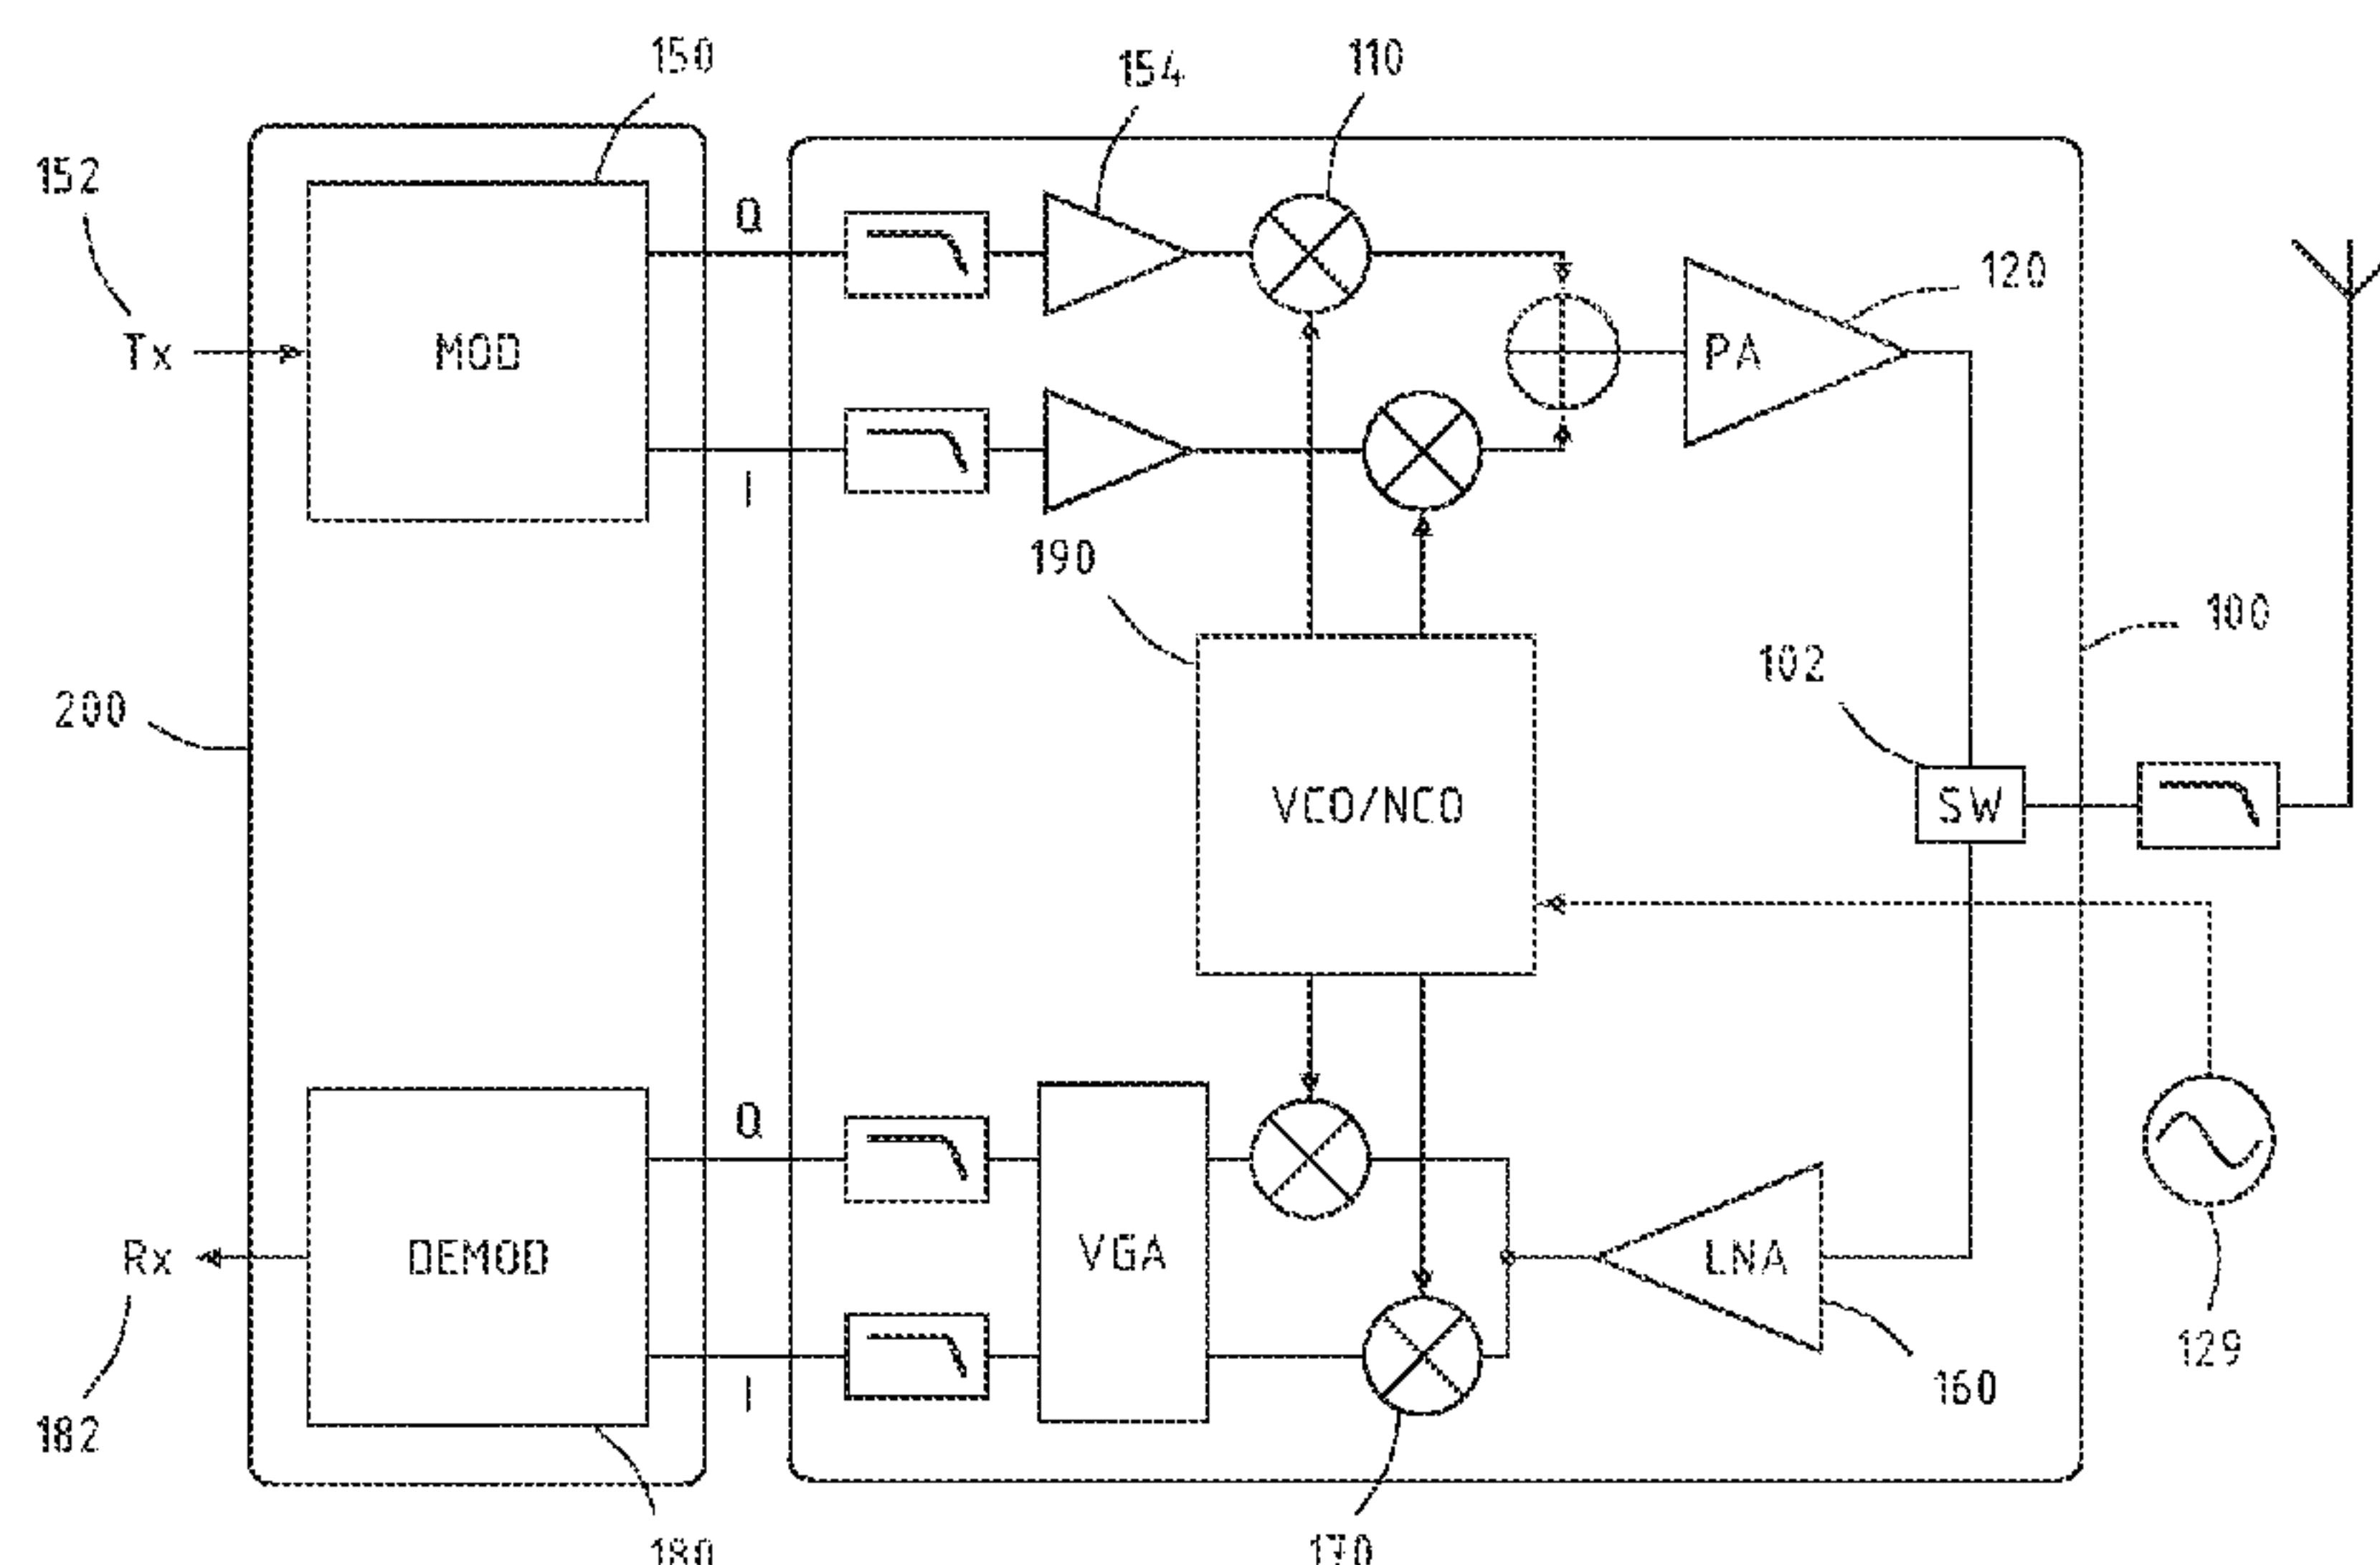 150
154
110
152
Q
120
Tx
MOD
PA
I
190
100
102
200
VCO/NCO
SW
Q
Rx
DEMOD
VGA
LNA
129
I
160
182
180
170